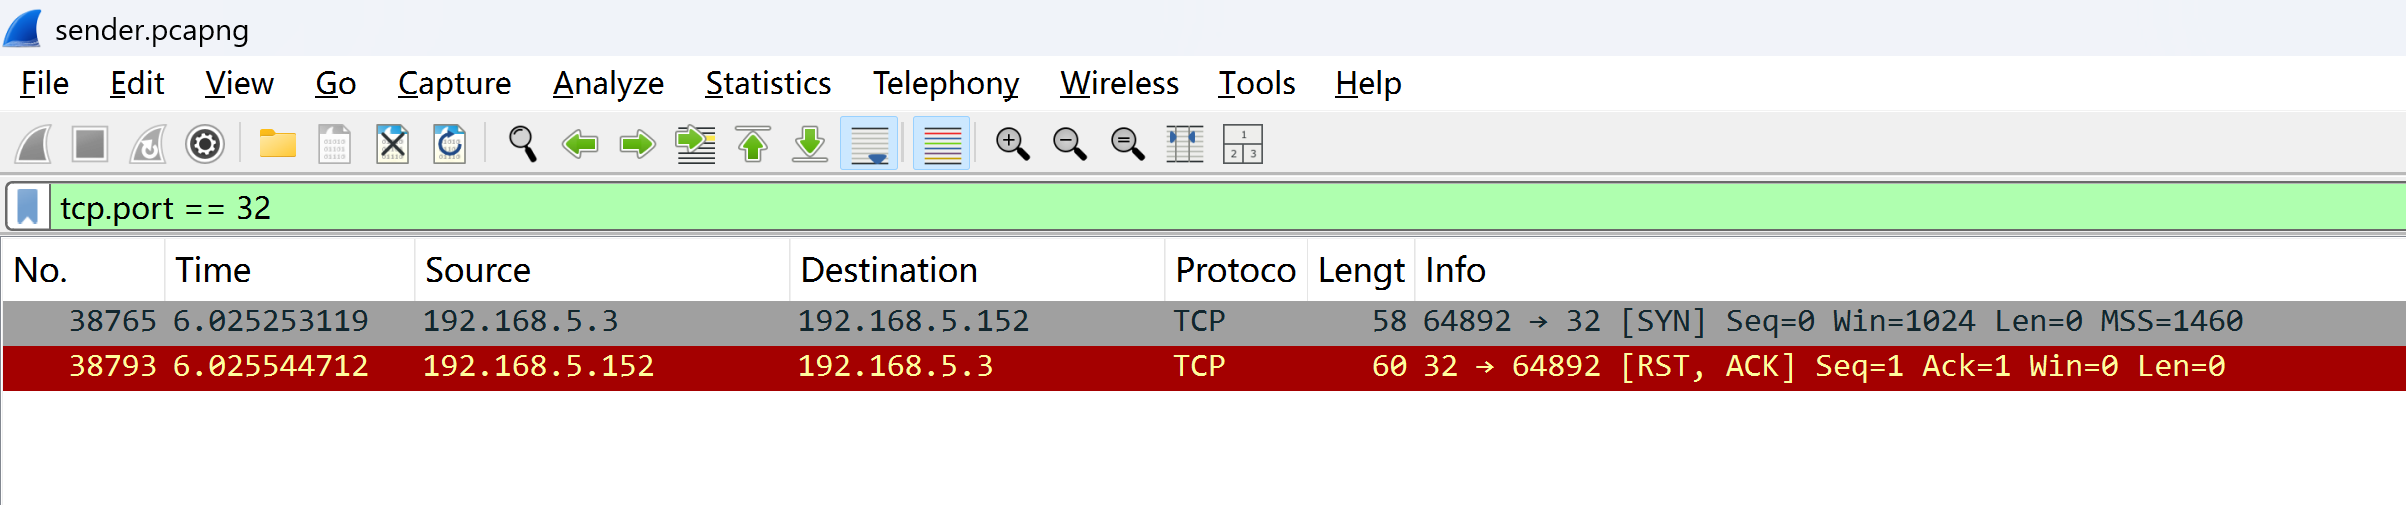 sender.pcapng
File Edit View Go Capture Analyze Statistics Telephony Wireless Tools Help
tcp.port == 32
No. Time Source Destination Protoco Lengt Info
38765 6.025253119 192.168.5.3 192.168.5.152 TCP 58 64892 → 32 [SYN] Seq=0 Win=1024 Len=0 MSS=1460
38793 6.025544712 192.168.5.152 192.168.5.3 TCP 60 32 → 64892 [RST, ACK] Seq=1 Ack=1 Win=0 Len=0